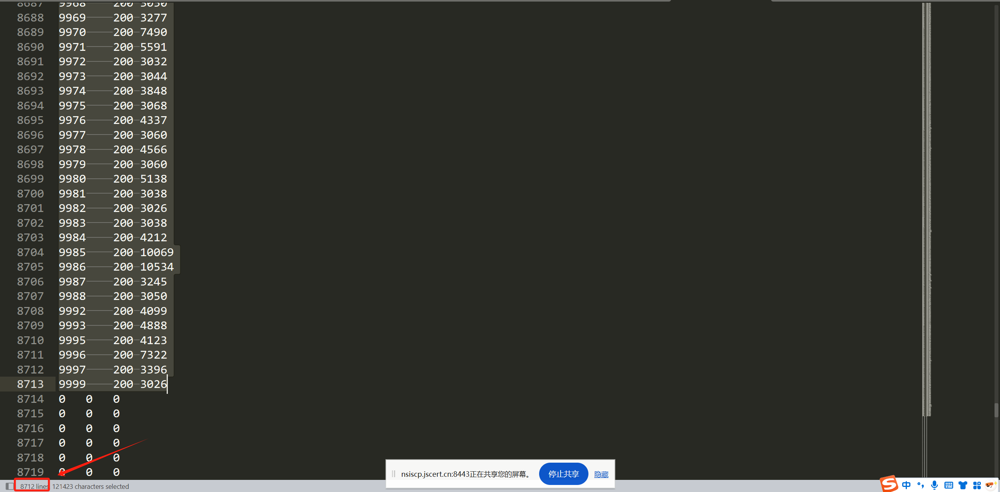 8687 9968 200 3050
8688 9969 200 3277
8689 9970 200 7490
8690 9971 200 5591
8691 9972 200 3032
8692 9973 200 3044
8693 9974 200 3848
8694 9975 200 3068
8695 9976 200 4337
8696 9977 200 3060
8697 9978 200 4566
8698 9979 200 3060
8699 9980 200 5138
8700 9981 200 3038
8701 9982 200 3026
8702 9983 200 3038
8703 9984 200 4212
8704 9985 200 10069
8705 9986 200 10534
8706 9987 200 3245
8707 9988 200 3050
8708 9992 200 4099
8709 9993 200 4888
8710 9995 200 4123
8711 9996 200 7322
8712 9997 200 3396
8713 9999 200 3026
8714 0 0 0
8715 0 0 0
8716 0 0 0
8717 0 0 0
8718 0 0 0
8719 0 0 0
nsiscp.jscert.cn:8443正在共享您的屏幕。 停止共享 隐藏
8712 lines, 121423 characters selected
S 中 °,